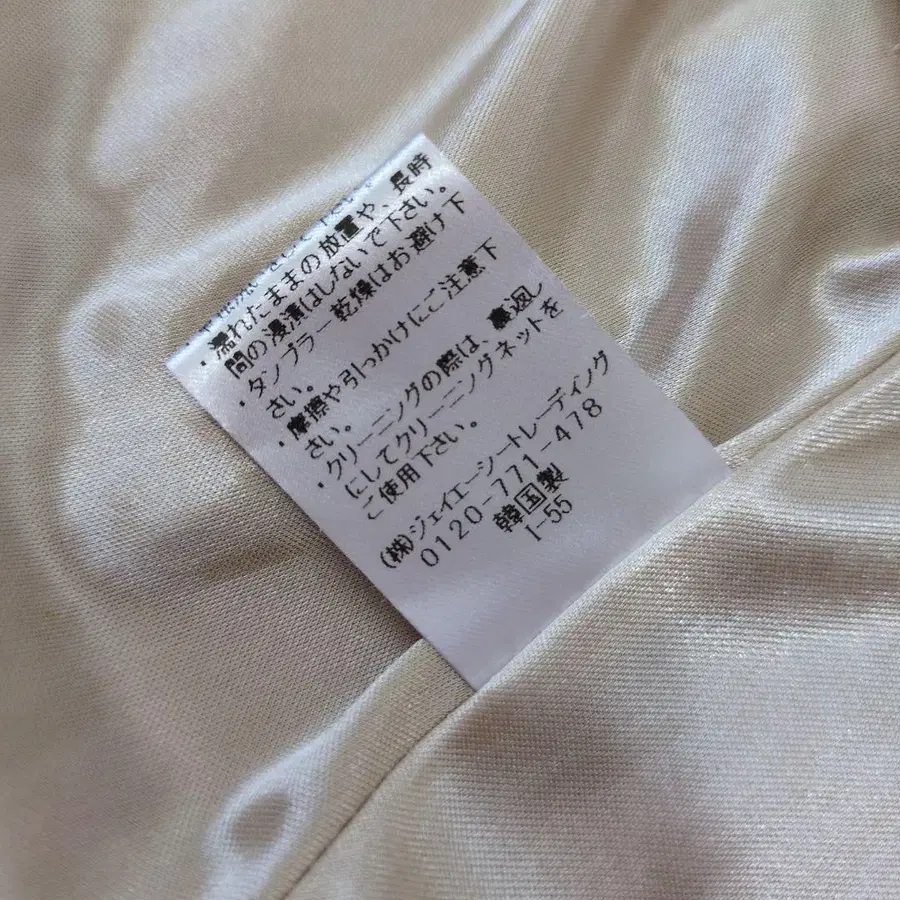 ・濡れたままの放置や、長時
間の浸漬はしないで下さい。
・タンブラー乾燥はお避け下
さい。
・摩擦や引っかけにご注意下
さい。
・クリーニングの際は、裏返し
にしてクリーニングネットを
ご使用下さい。
(株)ジェイエーシートレーディング
0120-771-478
韓国製
I-55